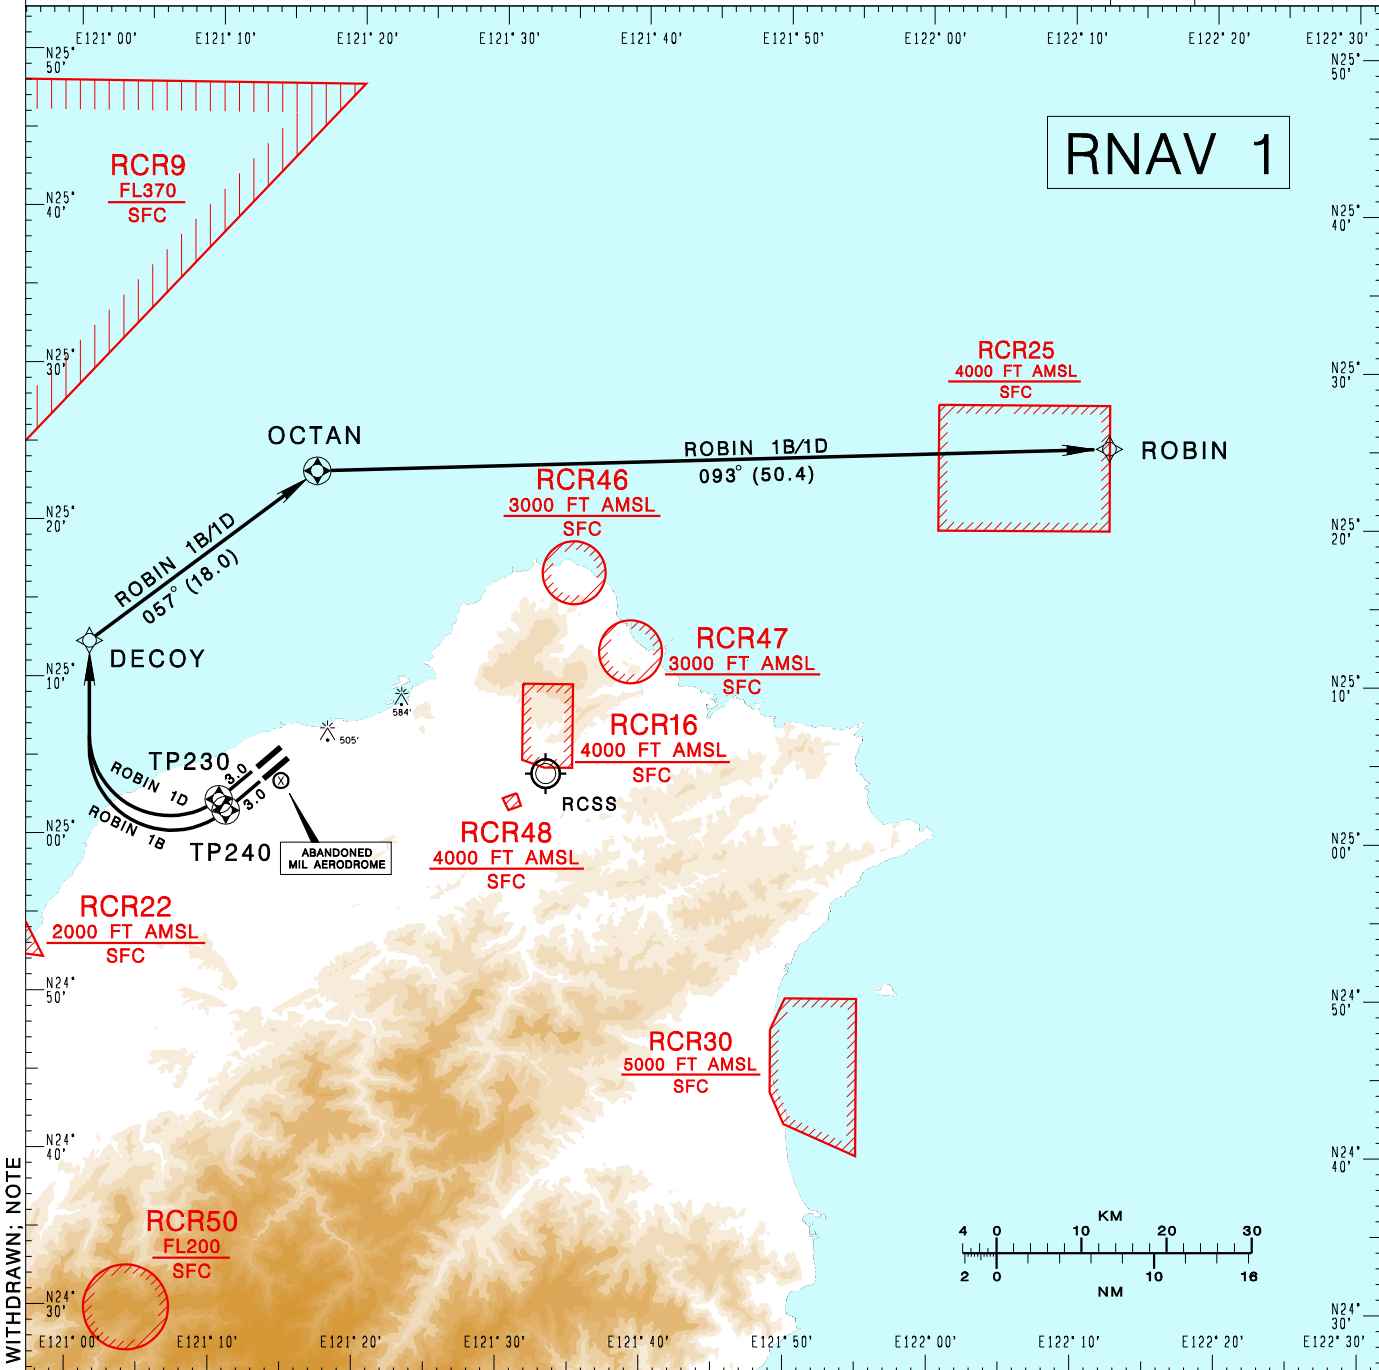 E121° 00' E121° 10' E121° 20' E121° 30' E121° 40' E121° 50' E122° 00' E122° 10' E122° 20' E122° 30'
N25°
50'
N25°
50'
RNAV 1
RCR9
FL370
SFC
N25°
40'
N25°
40'
RCR25
4000 FT AMSL
SFC
N25°
30'
N25°
30'
OCTAN
ROBIN 1B/1D
093° (50.4)
ROBIN
RCR46
3000 FT AMSL
SFC
N25°
20'
N25°
20'
ROBIN 1B/1D
057° (18.0)
DECOY
RCR47
3000 FT AMSL
SFC
N25°
10'
N25°
10'
584'
505'
RCR16
4000 FT AMSL
SFC
TP230
3.0
3.0
ROBIN 1D
ROBIN 1B
TP240
RCSS
ABANDONED
MIL AERODROME
RCR48
4000 FT AMSL
SFC
N25°
00'
N25°
00'
RCR22
2000 FT AMSL
SFC
N24°
50'
N24°
50'
RCR30
5000 FT AMSL
SFC
N24°
40'
N24°
40'
WITHDRAWN; NOTE
RCR50
FL200
SFC
KM
4 0 10 20 30
2 0 10 16
NM
N24°
30'
N24°
30'
E121° 00' E121° 10' E121° 20' E121° 30' E121° 40' E121° 50' E122° 00' E122° 10' E122° 20' E122° 30'